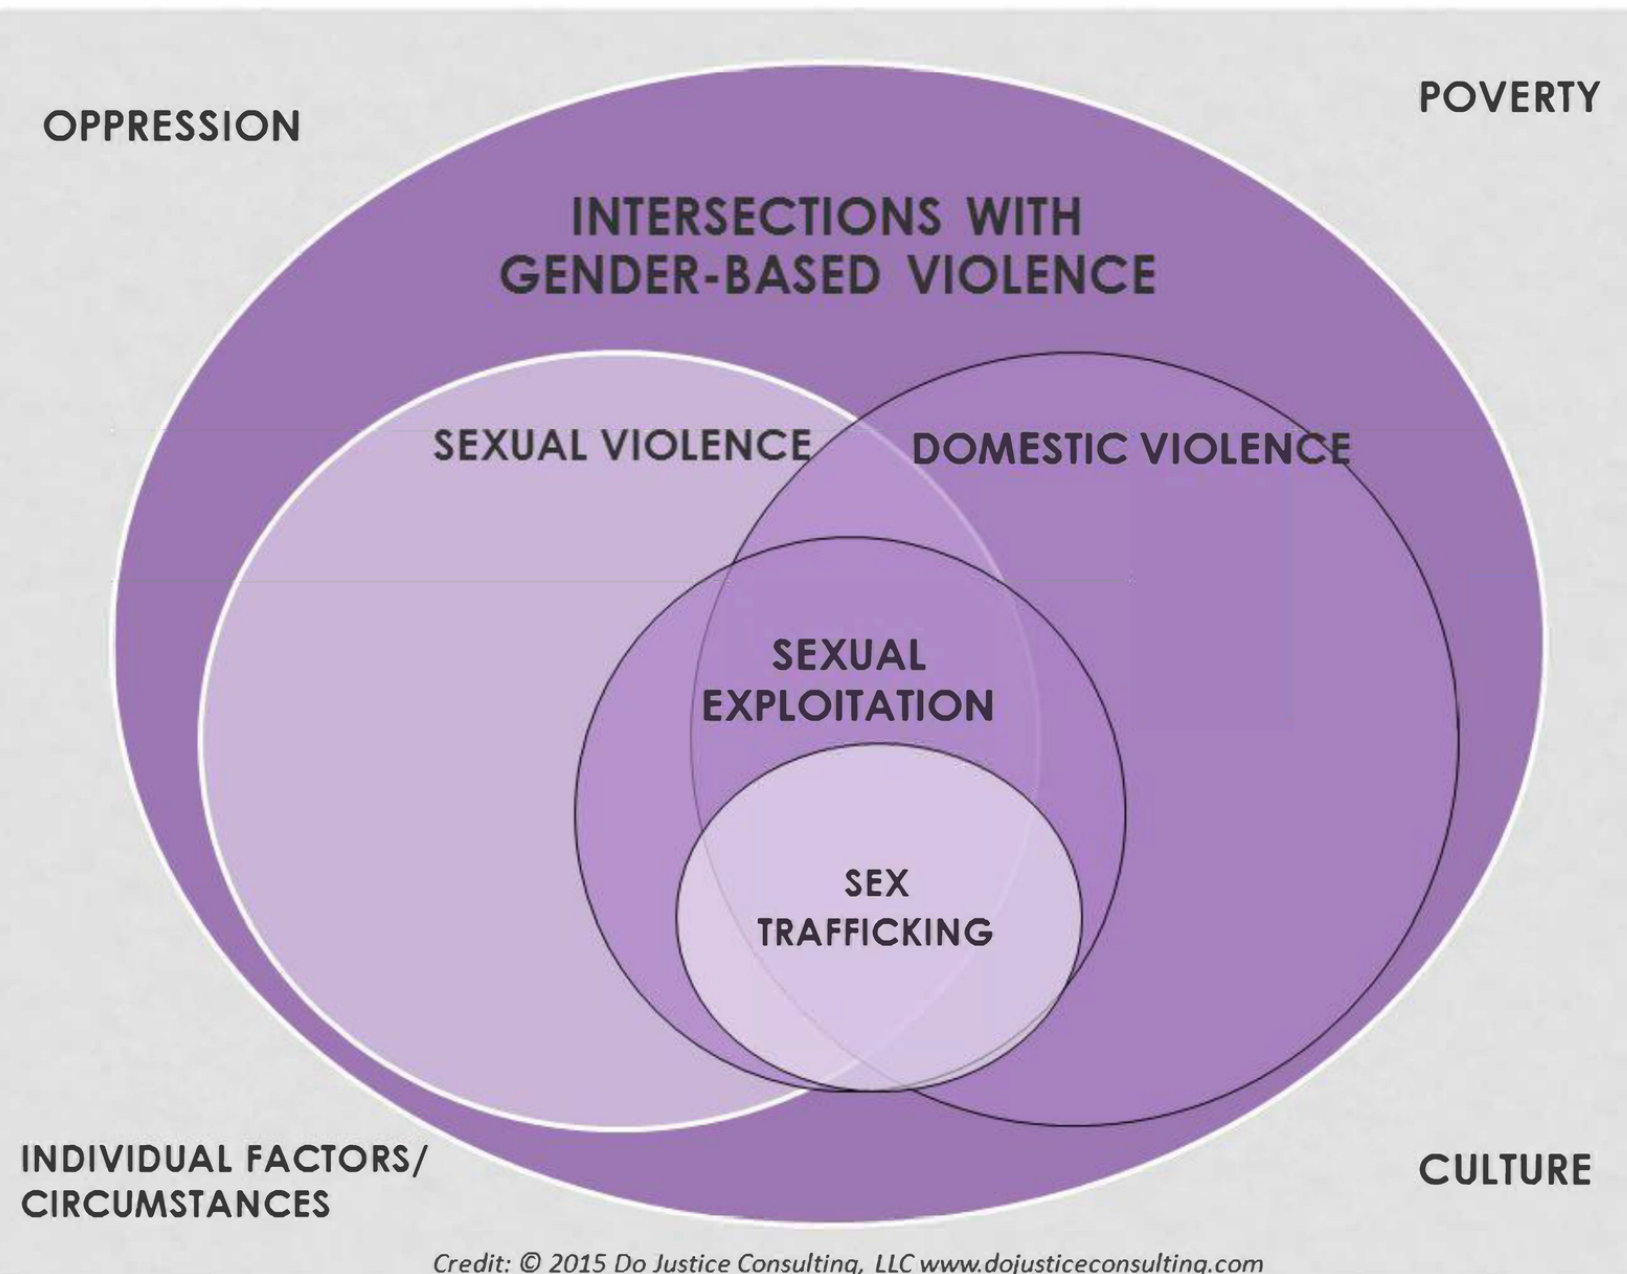 OPPRESSION
POVERTY
INTERSECTIONS WITH
GENDER-BASED VIOLENCE
SEXUAL VIOLENCE
DOMESTIC VIOLENCE
SEXUAL
EXPLOITATION
SEX
TRAFFICKING
INDIVIDUAL FACTORS/
CIRCUMSTANCES
CULTURE
Credit: © 2015 Do Justice Consulting, LLC www.dojusticeconsulting.com